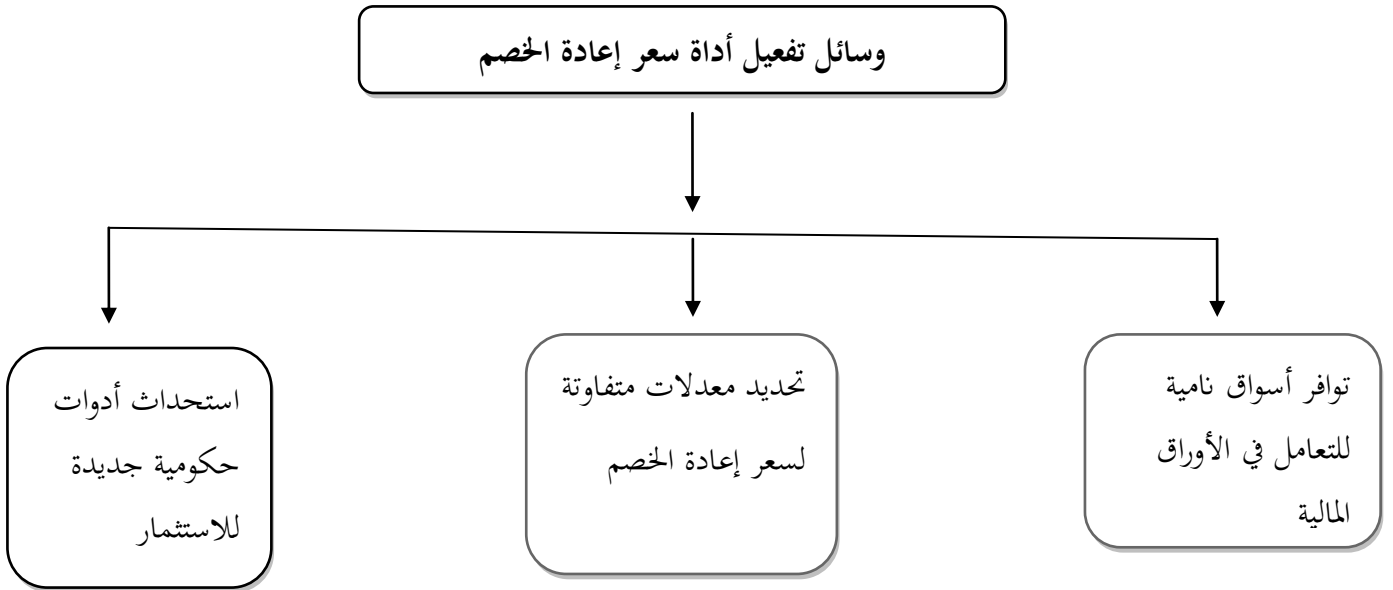 وسائل تفعيل أداة سعر إعادة الخصم
توافر أسواق نامية
للتعامل في الأوراق
المالية
تحديد معدلات متفاوتة
لسعر إعادة الخصم
استحداث أدوات
حكومية جديدة
للاستثمار